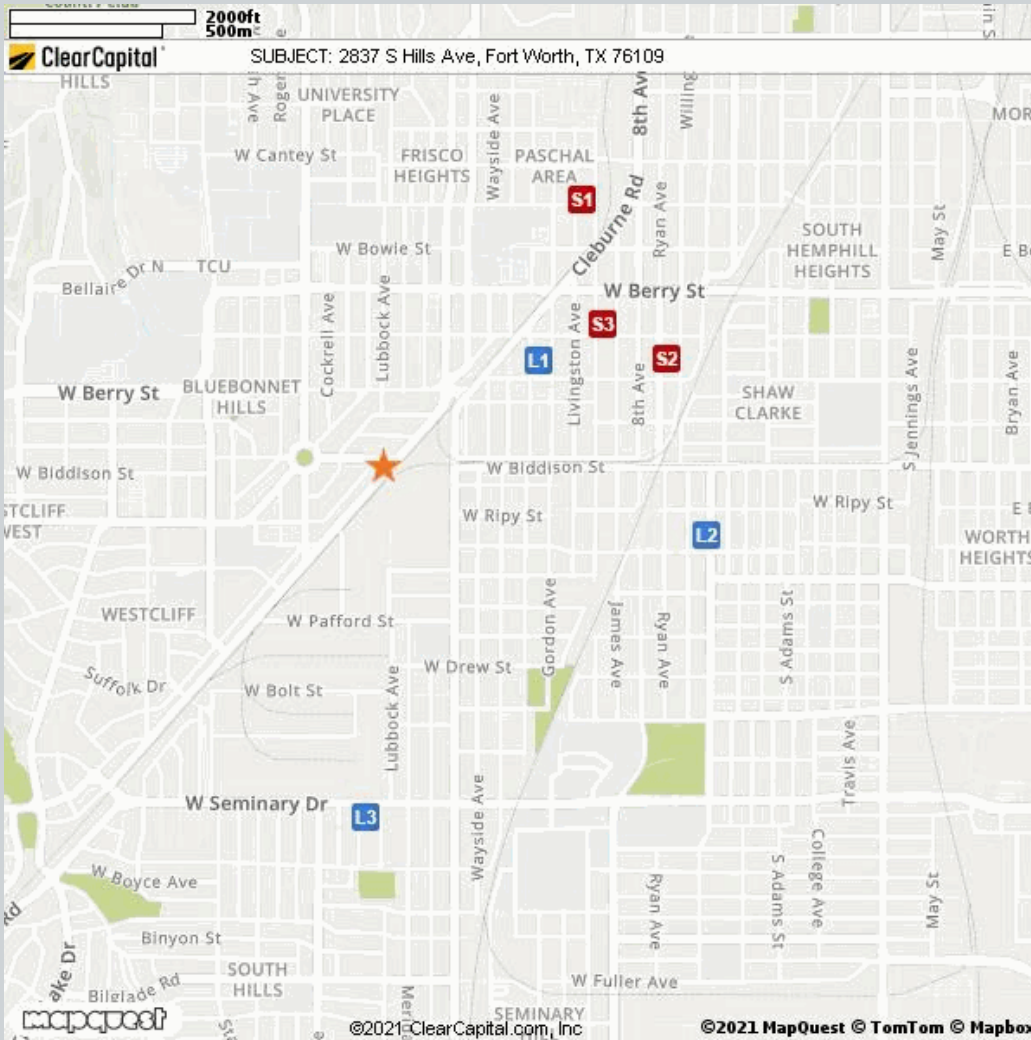 2000ft
500m
ClearCapital
SUBJECT: 2837 S Hills Ave, Fort Worth, TX 76109
HILLS
UNIVERSITY
PLACE
8th Av
W Cantey St
FRISCO
HEIGHTS
Wayside Ave
PASCHAL
AREA
S1
Cleburne Rd
Ryan Ave
SOUTH
HEMPHILL
HEIGHTS
May St
W Bowie St
Bellaire Dr N
TCU
W Berry St
Cockrell Ave
Lubbock Ave
Livingston Ave
S3
L1
S2
8th Ave
W Berry St
BLUEBONNET
HILLS
SHAW
CLARKE
S Jennings Ave
Bryan Ave
W Biddison St
W Biddison St
W Ripy St
W Ripy St
L2
WESTCLIFF
W Pafford St
Gordon Ave
James Ave
Ryan Ave
S Adams St
W Drew St
Suffolk Dr
W Bolt St
Lubbock Ave
Travis Ave
W Seminary Dr
L3
Wayside Ave
W Boyce Ave
Ryan Ave
S Adams St
College Ave
May St
Binyon St
SOUTH
HILLS
Bilglade Rd
W Fuller Ave
SEMINARY
mapquest
©2021 ClearCapital.com, Inc
©2021 MapQuest © TomTom © Mapbox